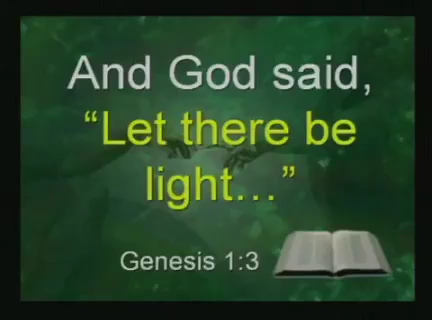 And God said,
“Let there be
light...”
Genesis 1:3